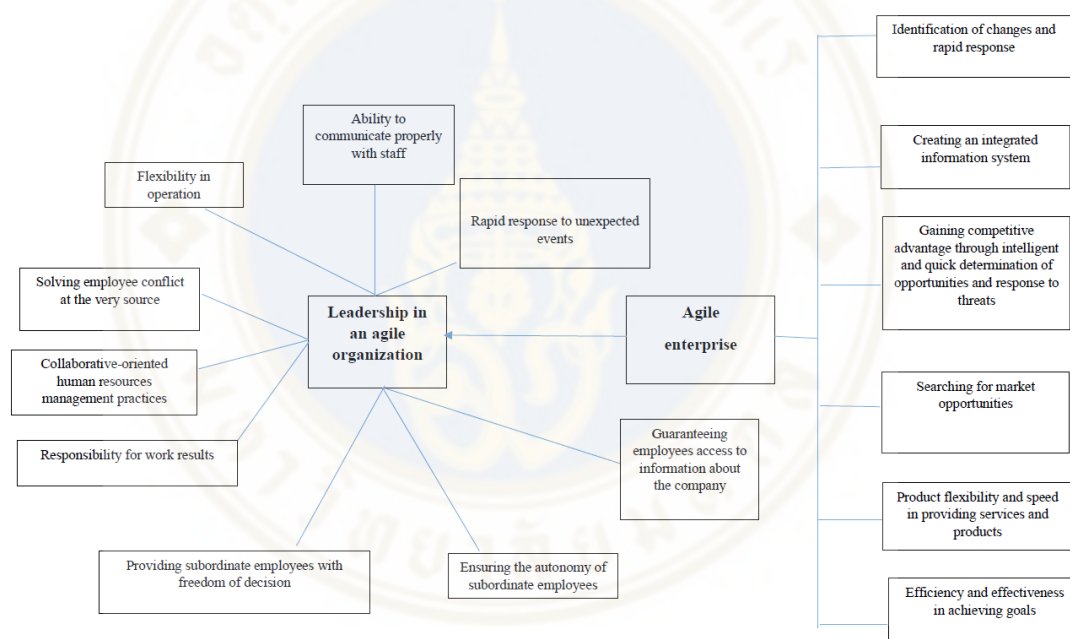 Identification of changes and
rapid response
Ability to
communicate properly
with staff
Creating an integrated
information system
Flexibility in
operation
Rapid response to unexpected
events
Gaining competitive
advantage through intelligent
and quick determination of
opportunities and response to
threats
Solving employee conflict
at the very source
Leadership in
an agile
organization
Agile
enterprise
Collaborative-oriented
human resources
management practices
Searching for market
opportunities
Guaranteeing
employees access to
information about
the company
Responsibility for work results
Product flexibility and speed
in providing services and
products
Providing subordinate employees with
freedom of decision
Ensuring the autonomy of
subordinate employees
Efficiency and effectiveness
in achieving goals